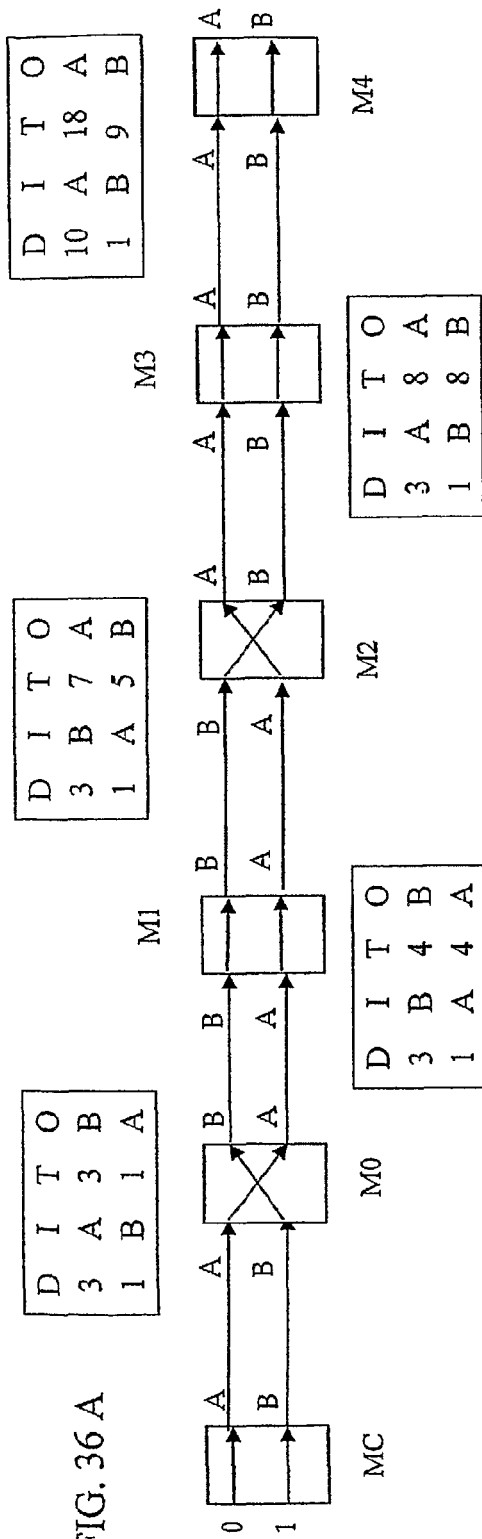 FIG. 36 A
D I T O
3 A 3 B
1 B 1 A
D I T O
3 B 7 A
1 A 5 B
D I T O
10 A 18 A
1 B 9 B
M1
M3
0 A A B B B B A A A A A
1 B B A A A A B B B B B
MC
M0
M2
M4
D I T O
3 B 4 B
1 A 4 A
D I T O
3 A 8 A
1 B 8 B